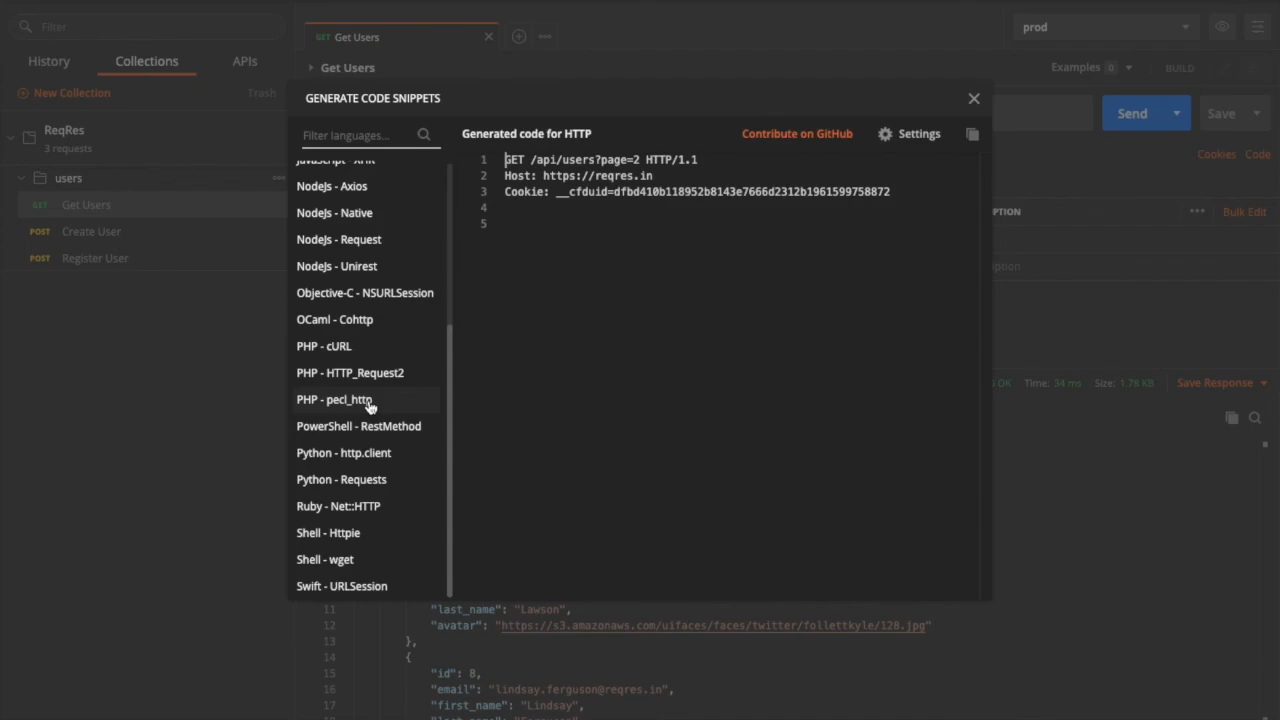 Filter
History
Collections
APIs
New Collection
Trash
ReqRes
3 requests
users
GET Get Users
POST Create User
POST Register User
GET Get Users
Get Users
prod
Examples 0
BUILD
Send
Save
Cookies Code
Bulk Edit
OK Time: 34 ms Size: 1.78 KB Save Response
GENERATE CODE SNIPPETS
Filter languages...
JavaScript - XHR
NodeJs - Axios
NodeJs - Native
NodeJs - Request
NodeJs - Unirest
Objective-C - NSURLSession
OCaml - Cohttp
PHP - cURL
PHP - HTTP_Request2
PHP - pecl_http
PowerShell - RestMethod
Python - http.client
Python - Requests
Ruby - Net::HTTP
Shell - Httpie
Shell - wget
Swift - URLSession
Generated code for HTTP
Contribute on GitHub
Settings
1 GET /api/users?page=2 HTTP/1.1
2 Host: https://reqres.in
3 Cookie: __cfduid=dfbd410b118952b8143e7666d2312b1961599758872
4
5
11 "last_name": "Lawson",
12 "avatar": "https://s3.amazonaws.com/uifaces/faces/twitter/follettkyle/128.jpg"
13 },
14 {
15 "id": 8,
16 "email": "lindsay.ferguson@reqres.in",
17 "first_name": "Lindsay",